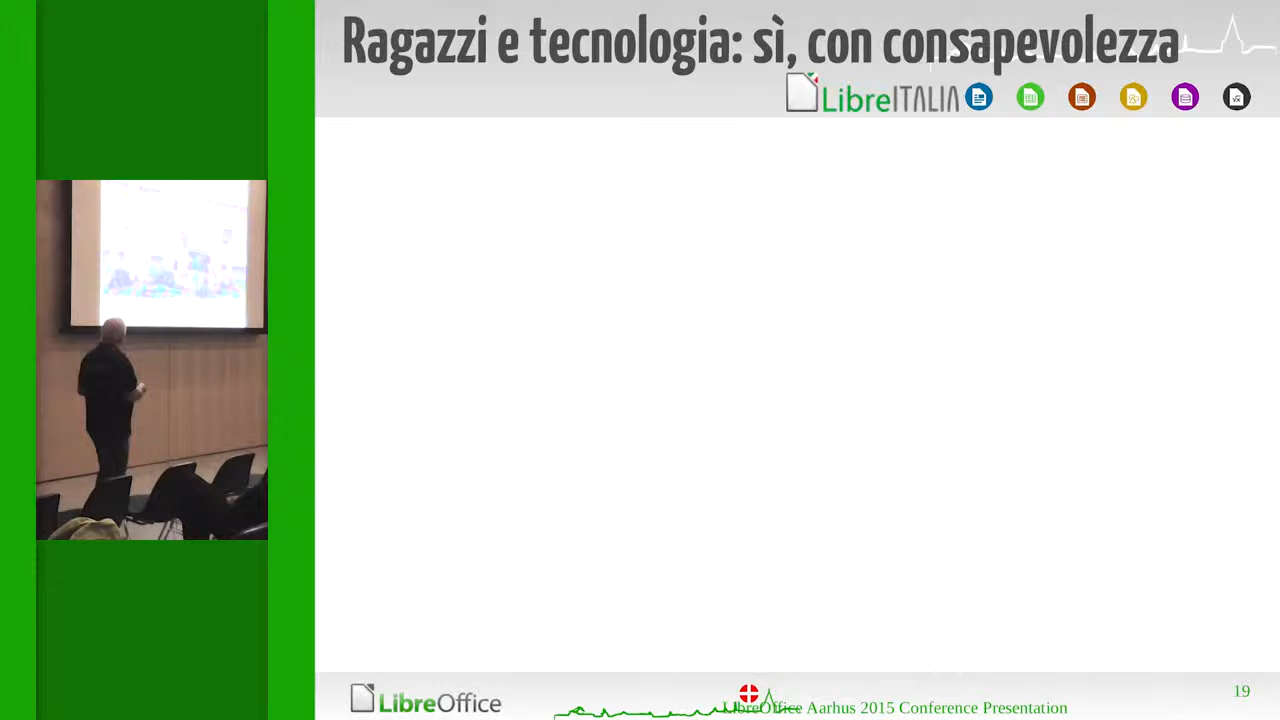 Ragazzi e tecnologia: sì, con consapevolezza
LibreITALIA
19
LibreOffice
LibreOffice Aarhus 2015 Conference Presentation